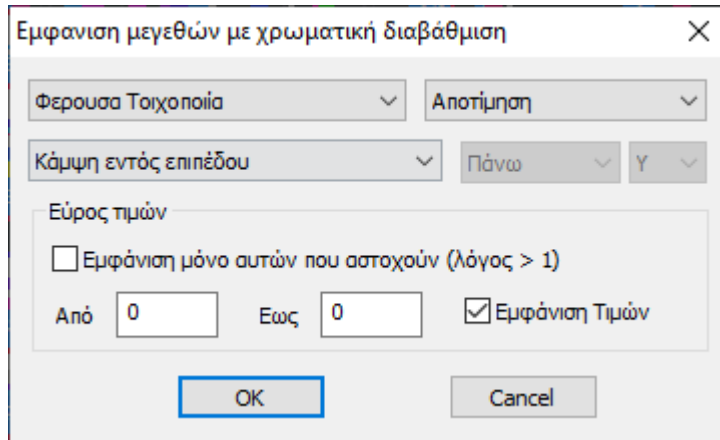 Εμφανιση μεγεθών με χρωματική διαβάθμιση
Φερουσα Τοιχοποιία Αποτίμηση
Κάμψη εντός επιπέδου Πάνω Y
Εύρος τιμών
Εμφάνιση μόνο αυτών που αστοχούν (λόγος > 1)
Από 0 Εως 0 Εμφάνιση Τιμών
OK Cancel